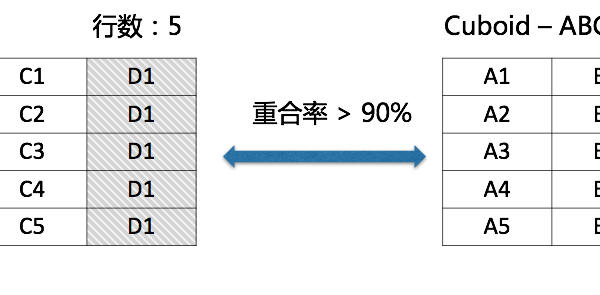 行数：5
Cuboid – ABC
C1 D1
C2 D1
C3 D1
C4 D1
C5 D1
重合率 > 90%
A1
A2
A3
A4
A5